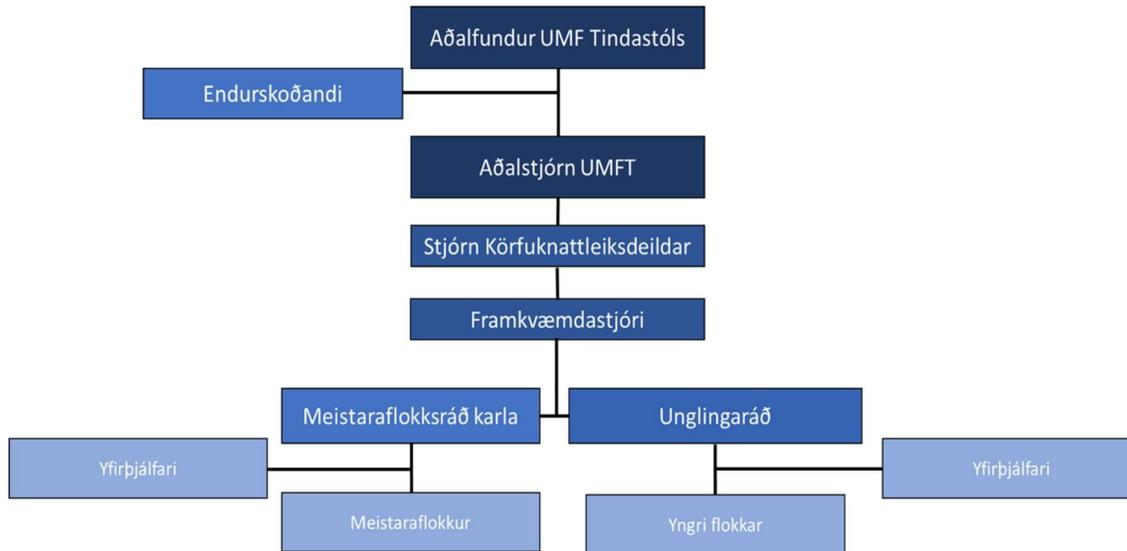 Aðalfundur UMF Tindastóls
Endurskoðandi
Aðalstjórn UMFT
Stjórn Körfuknattleiksdeildar
Framkvæmdastjóri
Meistaraflokksráð karla
Unglingaráð
Yfirþjálfari
Yfirþjálfari
Meistaraflokkur
Yngri flokkar